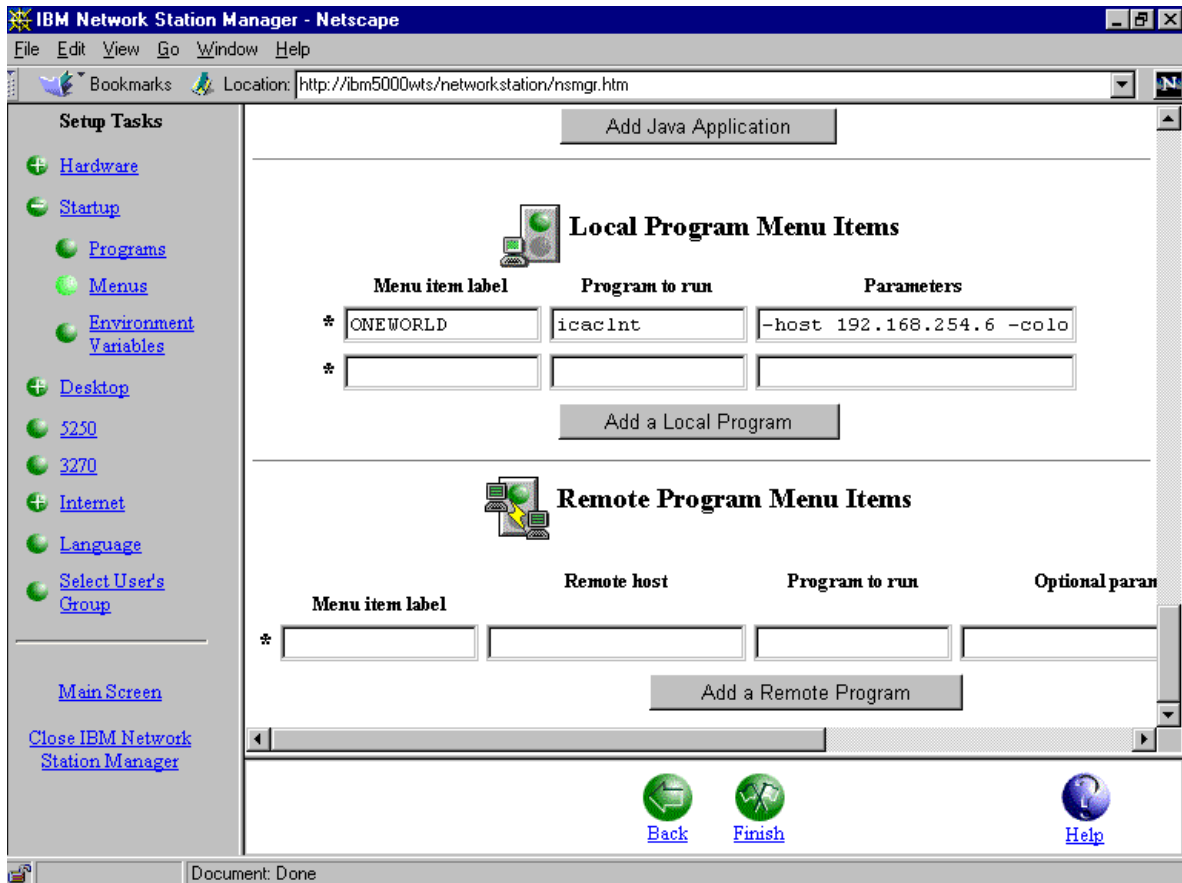 IBM Network Station Manager - Netscape
File Edit View Go Window Help
Bookmarks Location: http://ibm5000wts/networkstation/nsmgr.htm N
Setup Tasks
Hardware
Startup
Programs
Menus
Environment
Variables
Desktop
5250
3270
Internet
Language
Select User's
Group
Main Screen
Close IBM Network
Station Manager
Add Java Application
Local Program Menu Items
Menu item label Program to run Parameters
* ONEWORLD icaclnt -host 192.168.254.6 -colo
*
Add a Local Program
Remote Program Menu Items
Remote host Program to run Optional param
Menu item label
*
Add a Remote Program
Back Finish Help
Document: Done